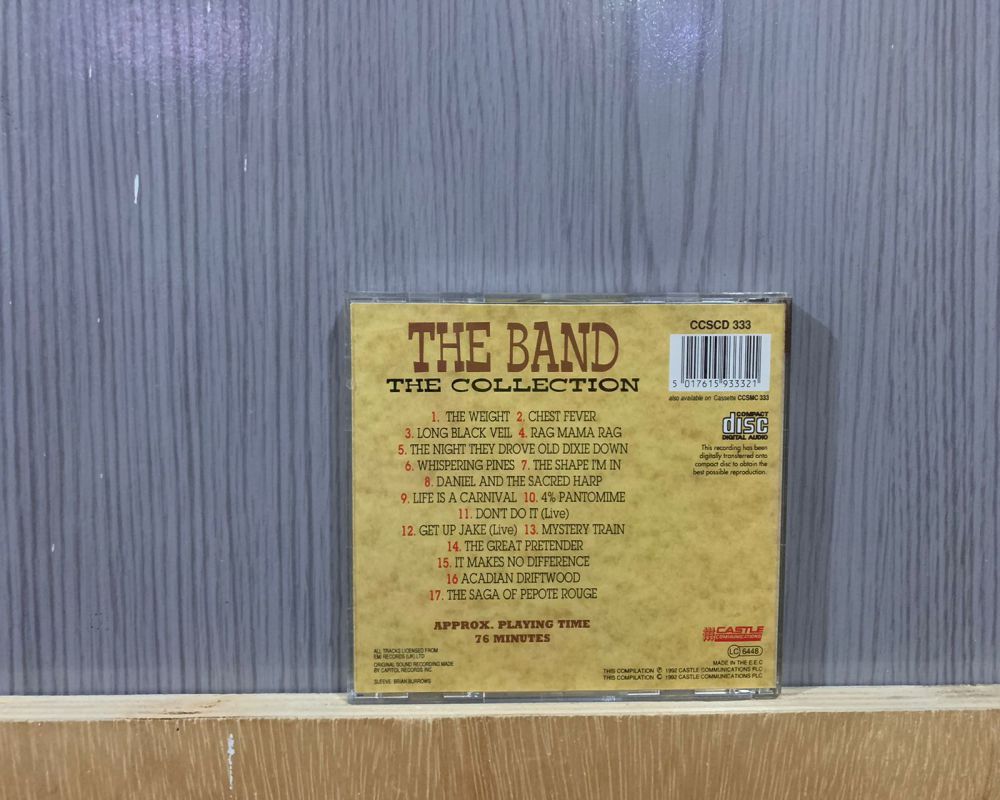 THE BAND
THE COLLECTION
1. THE WEIGHT 2. CHEST FEVER
3. LONG BLACK VEIL 4. RAG MAMA RAG
5. THE NIGHT THEY DROVE OLD DIXIE DOWN
6. WHISPERING PINES 7. THE SHAPE I'M IN
8. DANIEL AND THE SACRED HARP
9. LIFE IS A CARNIVAL 10. 4% PANTOMIME
11. DON'T DO IT (Live)
12. GET UP JAKE (Live) 13. MYSTERY TRAIN
14. THE GREAT PRETENDER
15. IT MAKES NO DIFFERENCE
16 ACADIAN DRIFTWOOD
17. THE SAGA OF PEPOTE ROUGE
APPROX. PLAYING TIME
76 MINUTES
ALL TRACKS LICENSED FROM
EMI RECORDS (UK) LTD
ORIGINAL SOUND RECORDING MADE
BY CAPITOL RECORDS INC.
SLEEVE: BRIAN BURROWS
CCSCD 333
5 017615 933321
also available on Cassette CCSMC 333
COMPACT
disc
DIGITAL AUDIO
This recording has been
digitally transferred onto
compact disc to obtain the
best possible reproduction.
CASTLE
COMMUNICATIONS
LC 6448
MADE IN THE E.E.C
THIS COMPILATION ℗ 1992 CASTLE COMMUNICATIONS PLC
THIS COMPILATION © 1992 CASTLE COMMUNICATIONS PLC